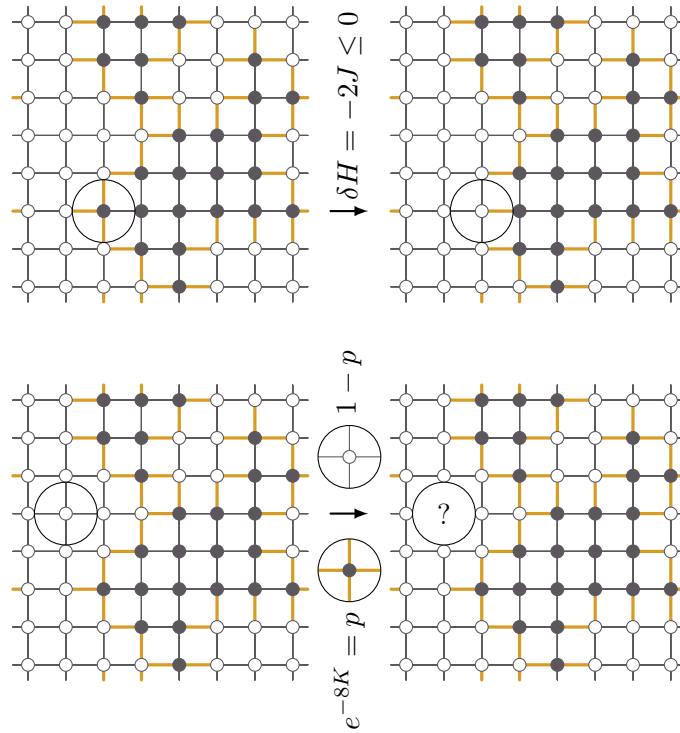 δH = −2J ≤ 0
e^{−8K} = p
1 − p
?